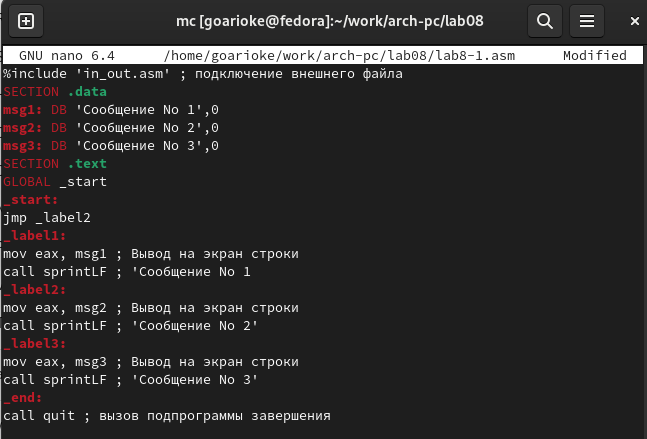 mc [goarioke@fedora]:~/work/arch-pc/lab08
GNU nano 6.4 /home/goarioke/work/arch-pc/lab08/lab8-1.asm Modified
%include 'in_out.asm' ; подключение внешнего файла
SECTION .data
msg1: DB 'Сообщение No 1',0
msg2: DB 'Сообщение No 2',0
msg3: DB 'Сообщение No 3',0
SECTION .text
GLOBAL _start
_start:
jmp _label2
_label1:
mov eax, msg1 ; Вывод на экран строки
call sprintLF ; 'Сообщение No 1
_label2:
mov eax, msg2 ; Вывод на экран строки
call sprintLF ; 'Сообщение No 2'
_label3:
mov eax, msg3 ; Вывод на экран строки
call sprintLF ; 'Сообщение No 3'
_end:
call quit ; вызов подпрограммы завершения